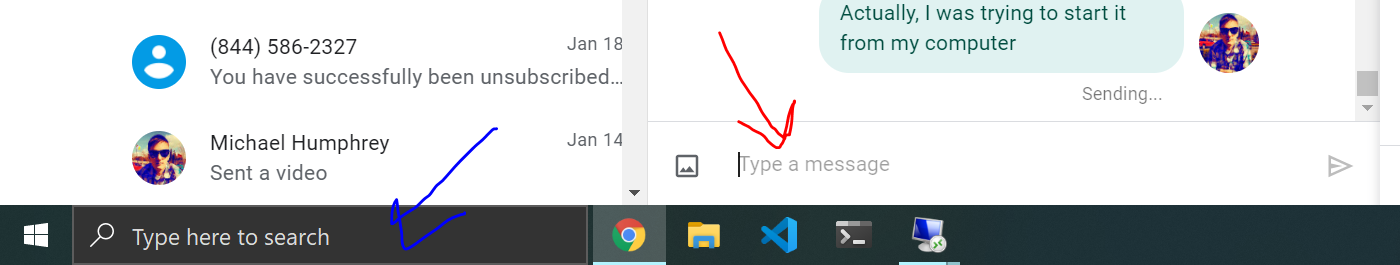 (844) 586-2327
Jan 18
You have successfully been unsubscribed...
Michael Humphrey
Jan 14
Sent a video
Actually, I was trying to start it
from my computer
Sending...
Type a message
Type here to search